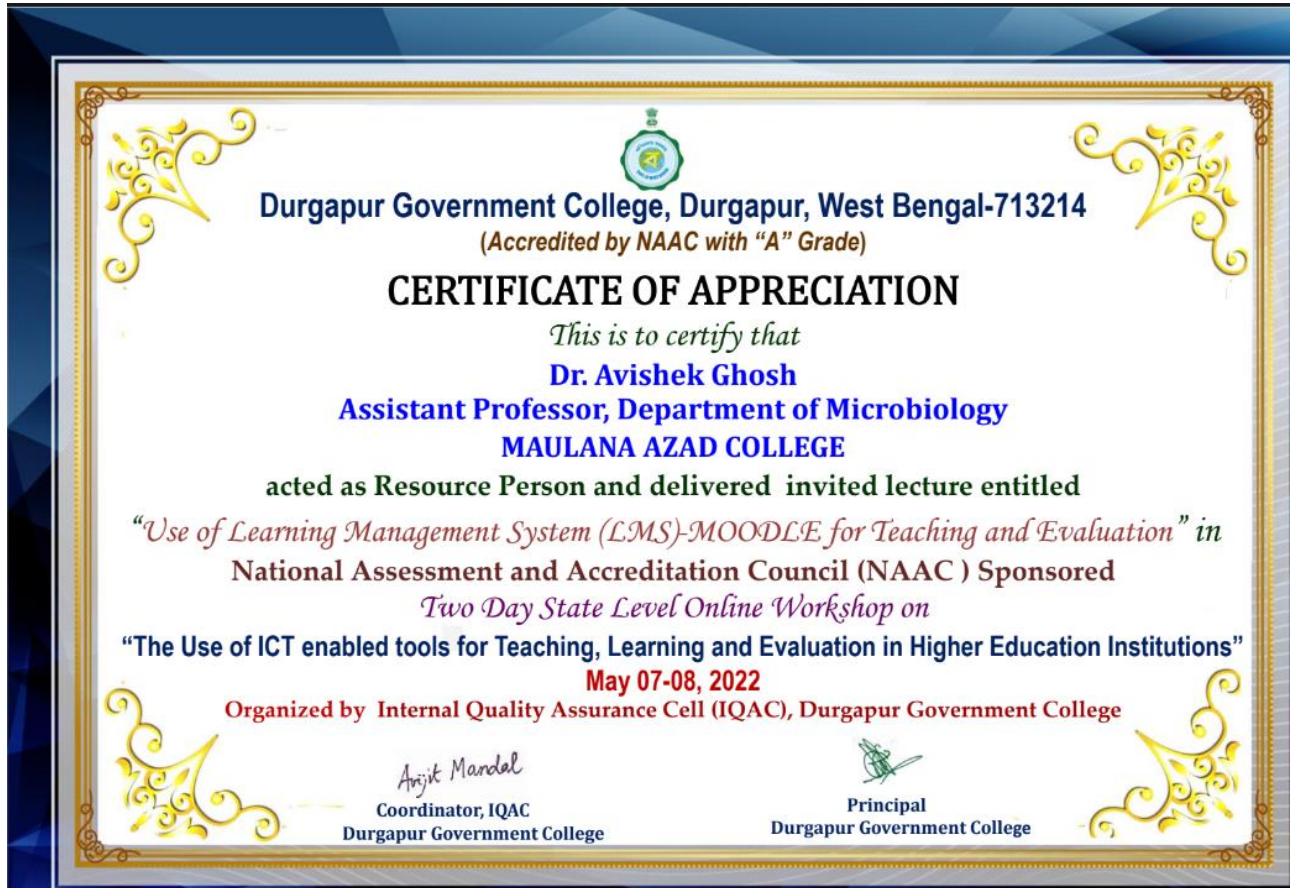 Durgapur Government College, Durgapur, West Bengal-713214
(Accredited by NAAC with “A” Grade)
CERTIFICATE OF APPRECIATION
This is to certify that
Dr. Avishek Ghosh
Assistant Professor, Department of Microbiology
MAULANA AZAD COLLEGE
acted as Resource Person and delivered invited lecture entitled
“Use of Learning Management System (LMS)-MOODLE for Teaching and Evaluation” in
National Assessment and Accreditation Council (NAAC ) Sponsored
Two Day State Level Online Workshop on
“The Use of ICT enabled tools for Teaching, Learning and Evaluation in Higher Education Institutions”
May 07-08, 2022
Organized by Internal Quality Assurance Cell (IQAC), Durgapur Government College
Arijit Mandal
Coordinator, IQAC
Durgapur Government College
Principal
Durgapur Government College